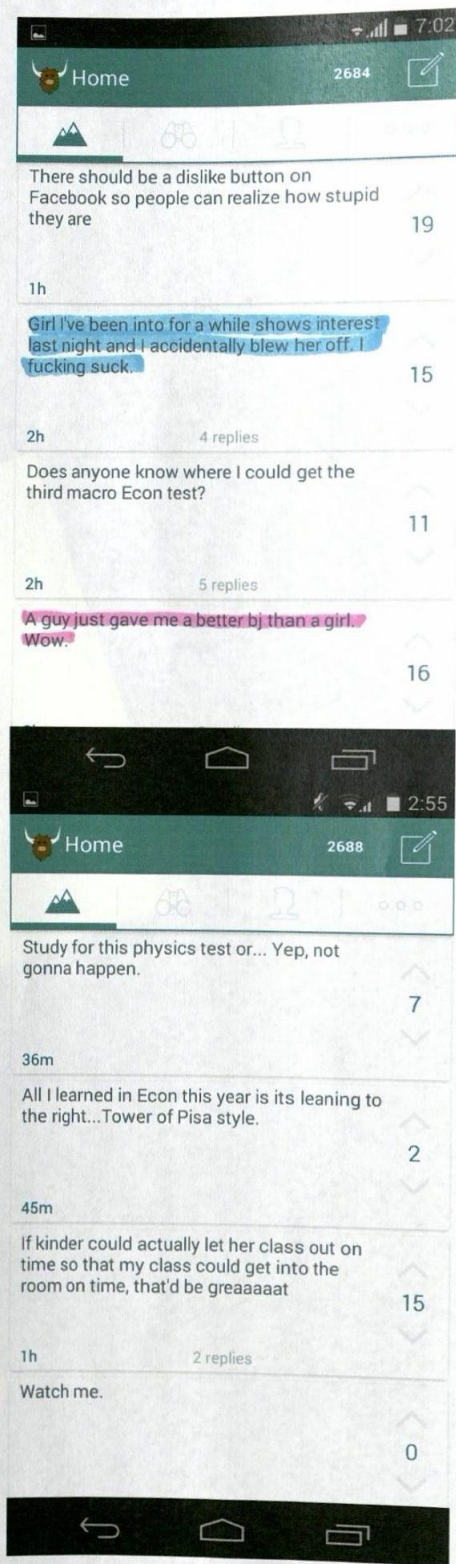 7:02
Home 2684
There should be a dislike button on
Facebook so people can realize how stupid
they are
19
1h
Girl I've been into for a while shows interest
last night and I accidentally blew her off. I
fucking suck.
15
2h 4 replies
Does anyone know where I could get the
third macro Econ test?
11
2h 5 replies
A guy just gave me a better bj than a girl.
Wow.
16
2:55
Home 2688
Study for this physics test or... Yep, not
gonna happen.
7
36m
All I learned in Econ this year is its leaning to
the right...Tower of Pisa style.
2
45m
If kinder could actually let her class out on
time so that my class could get into the
room on time, that'd be greaaaaat
15
1h 2 replies
Watch me.
0